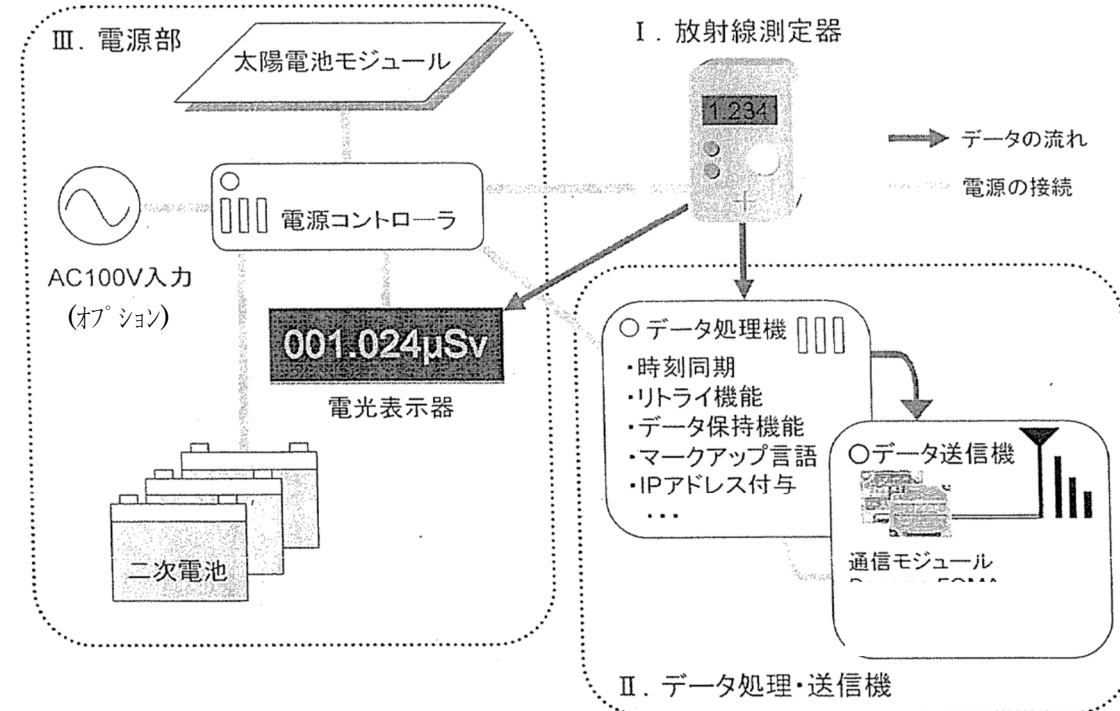 Ⅲ. 電源部
太陽電池モジュール
電源コントローラ
AC100V入力
(オプション)
001.024μSv
電光表示器
二次電池
Ⅰ. 放射線測定器
1.234
データの流れ
電源の接続
データ処理機
・時刻同期
・リトライ機能
・データ保持機能
・マークアップ言語
・IPアドレス付与
・・・
データ送信機
通信モジュール
Ⅱ. データ処理・送信機